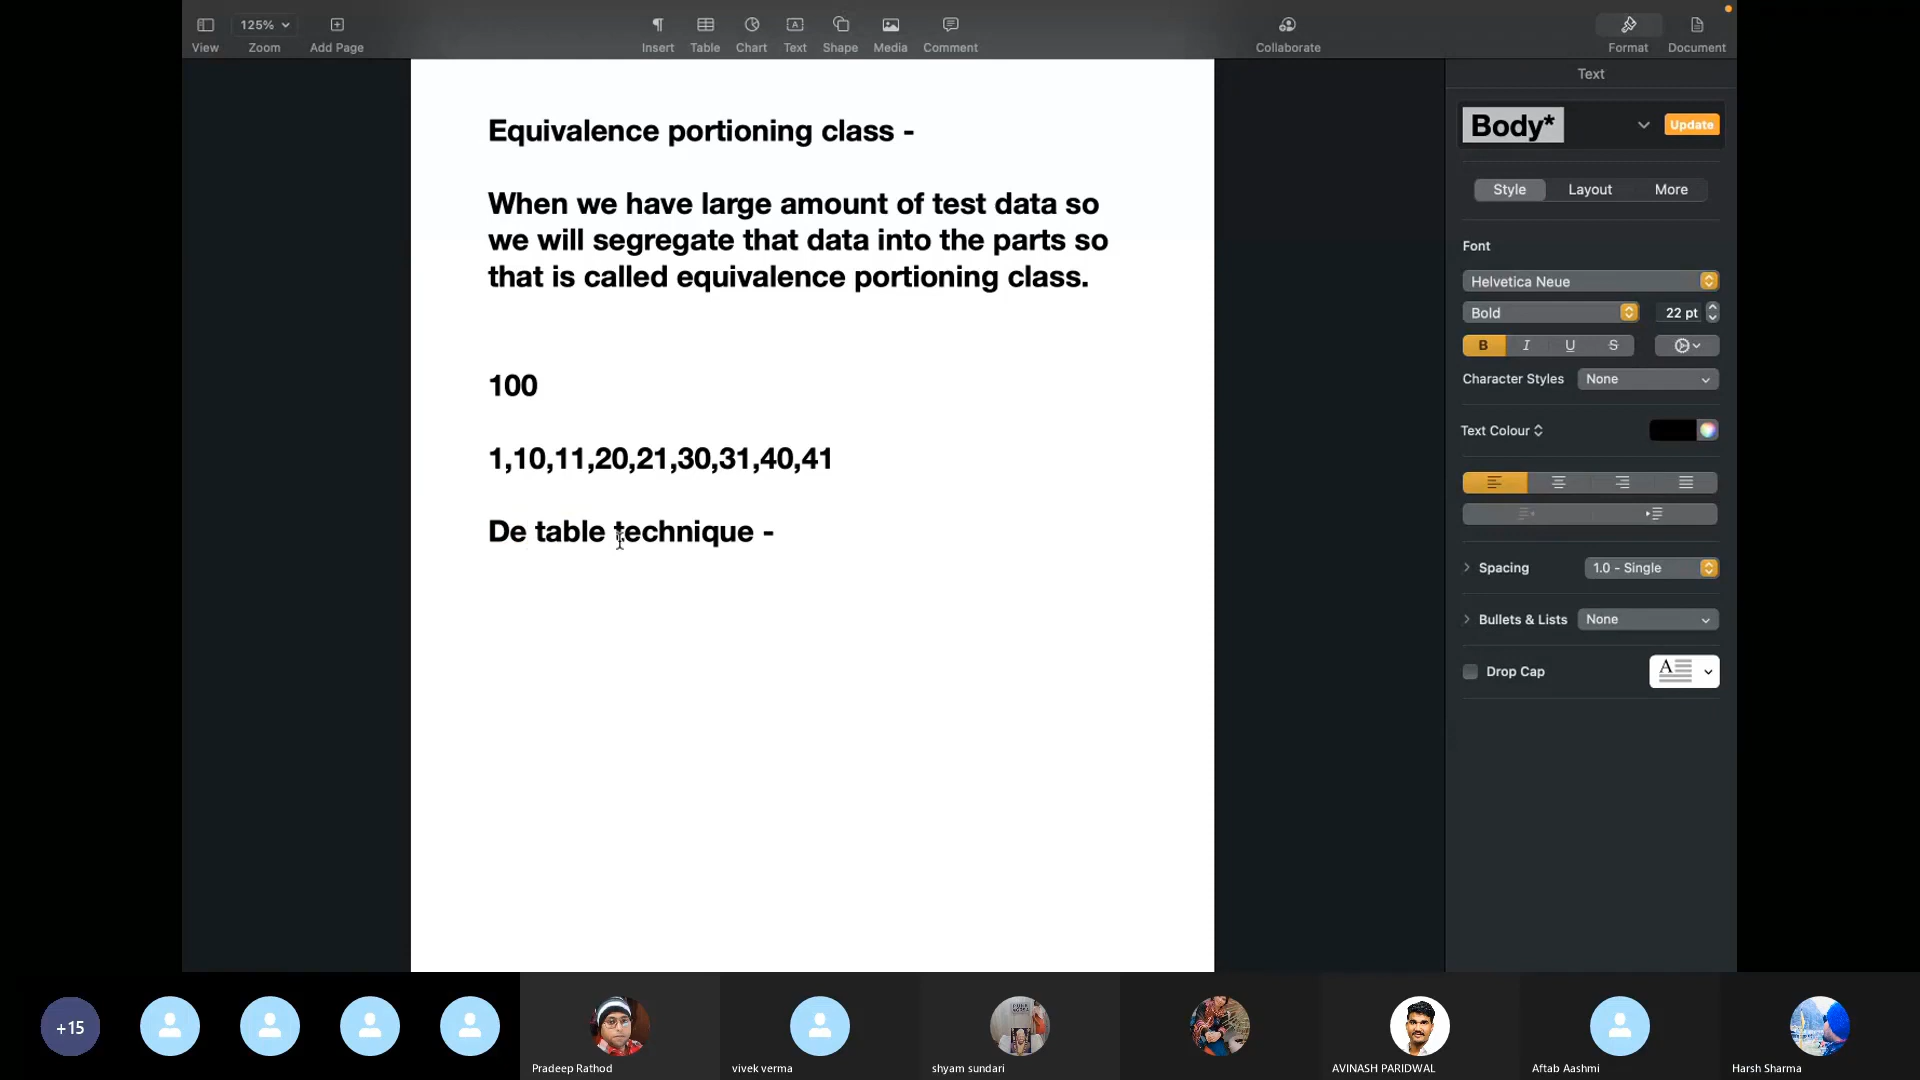 125%
View
Zoom
Add Page
Insert
Table
Chart
Text
Shape
Media
Comment
Collaborate
Format
Document
Equivalence portioning class -
When we have large amount of test data so
we will segregate that data into the parts so
that is called equivalence portioning class.
100
1,10,11,20,21,30,31,40,41
De table technique -
Text
Body*
Update
Style
Layout
More
Font
Helvetica Neue
Bold
22 pt
B I U S
Character Styles
None
Text Colour
Spacing
1.0 - Single
Bullets & Lists
None
A
Drop Cap
+15
Pradeep Rathod
vivek verma
shyam sundari
AVINASH PARIDWAL
Aftab Aashmi
Harsh Sharma